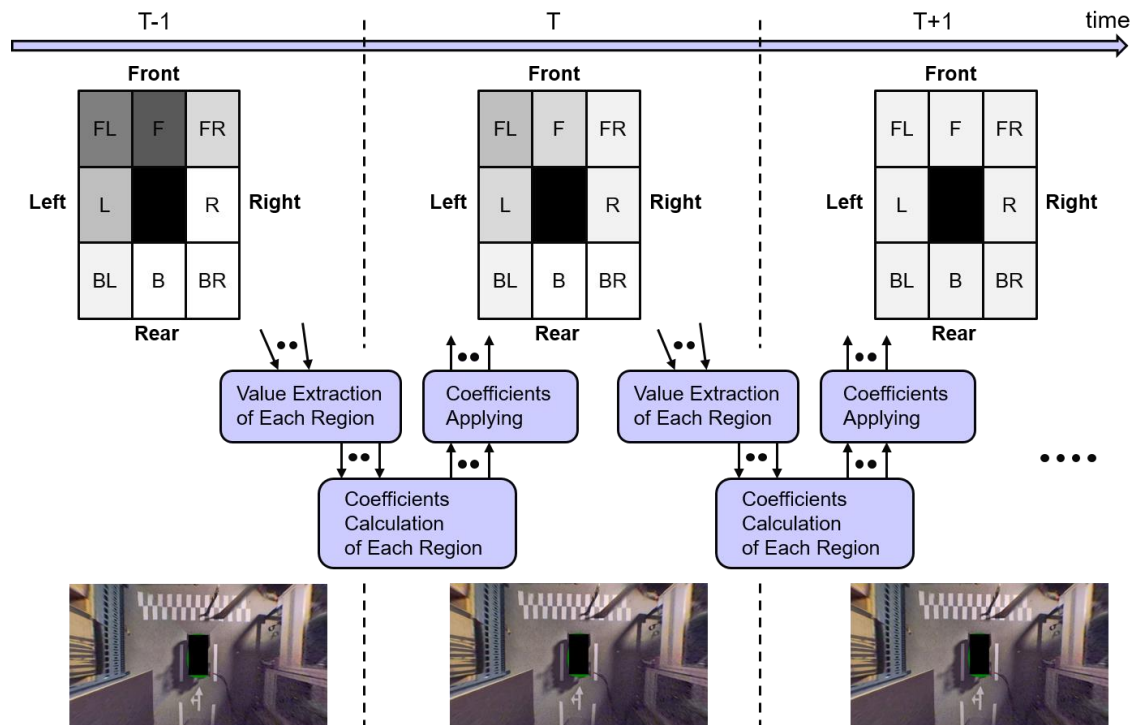 T-1 T T+1 time
Front Front Front
FL F FR FL F FR FL F FR
Left L R Right Left L R Right Left L R Right
BL B BR BL B BR BL B BR
Rear Rear Rear
Value Extraction
of Each Region
Coefficients
Applying
Value Extraction
of Each Region
Coefficients
Applying
Coefficients
Calculation
of Each Region
Coefficients
Calculation
of Each Region